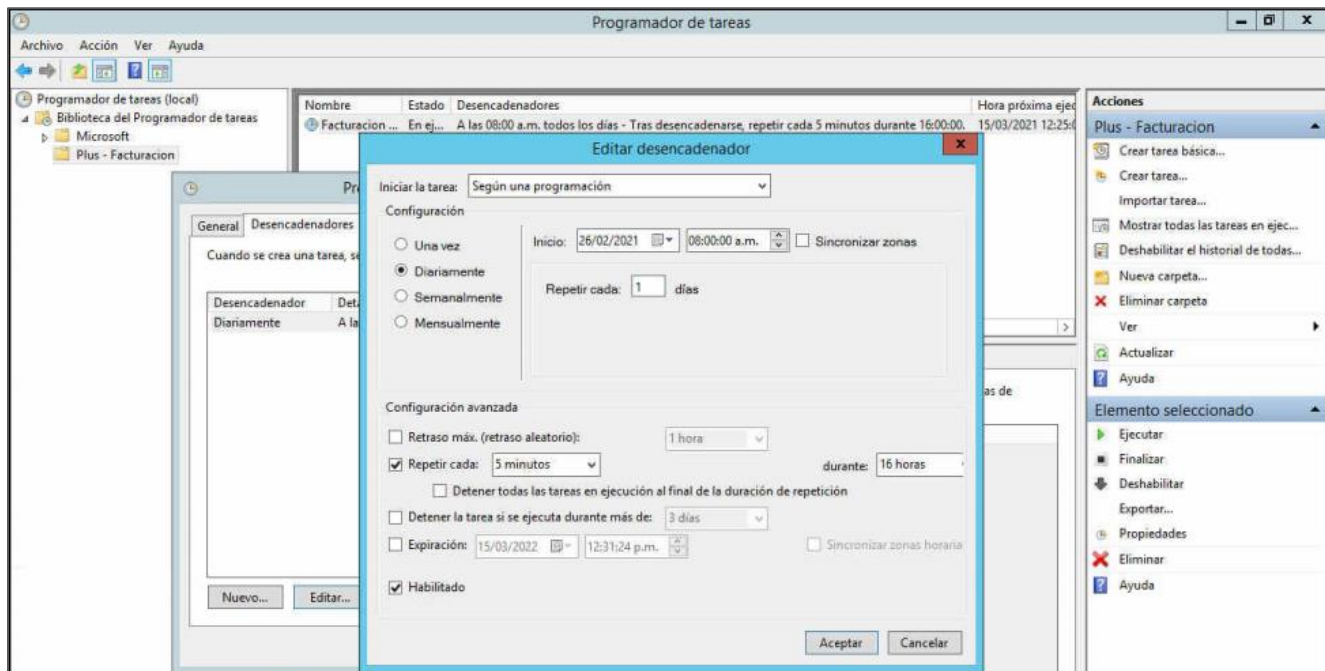 Programador de tareas
Archivo Acción Ver Ayuda
Programador de tareas (local)
Biblioteca del Programador de tareas
Microsoft
Plus - Facturacion
Nombre Estado Desencadenadores Hora próxima ejec
Facturacion ... En ej... A las 08:00 a.m. todos los días - Tras desencadenarse, repetir cada 5 minutos durante 16:00:00. 15/03/2021 12:25:0
Pr
General Desencadenadores
Cuando se crea una tarea, se
Desencadenador Deta
Diariamente A la
Nuevo... Editar...
as de
Editar desencadenador
Iniciar la tarea: Según una programación
Configuración
Una vez
Diariamente
Semanalmente
Mensualmente
Inicio: 26/02/2021 08:00:00 a.m. Sincronizar zonas
Repetir cada: 1 días
Configuración avanzada
Retraso máx. (retraso aleatorio): 1 hora
Repetir cada: 5 minutos durante: 16 horas
Detener todas las tareas en ejecución al final de la duración de repetición
Detener la tarea si se ejecuta durante más de: 3 días
Expiración: 15/03/2022 12:31:24 p.m. Sincronizar zonas horaria
Habilitado
Aceptar Cancelar
Acciones
Plus - Facturacion
Crear tarea básica...
Crear tarea...
Importar tarea...
Mostrar todas las tareas en ejec...
Deshabilitar el historial de todas...
Nueva carpeta...
Eliminar carpeta
Ver
Actualizar
Ayuda
Elemento seleccionado
Ejecutar
Finalizar
Deshabilitar
Exportar...
Propiedades
Eliminar
Ayuda